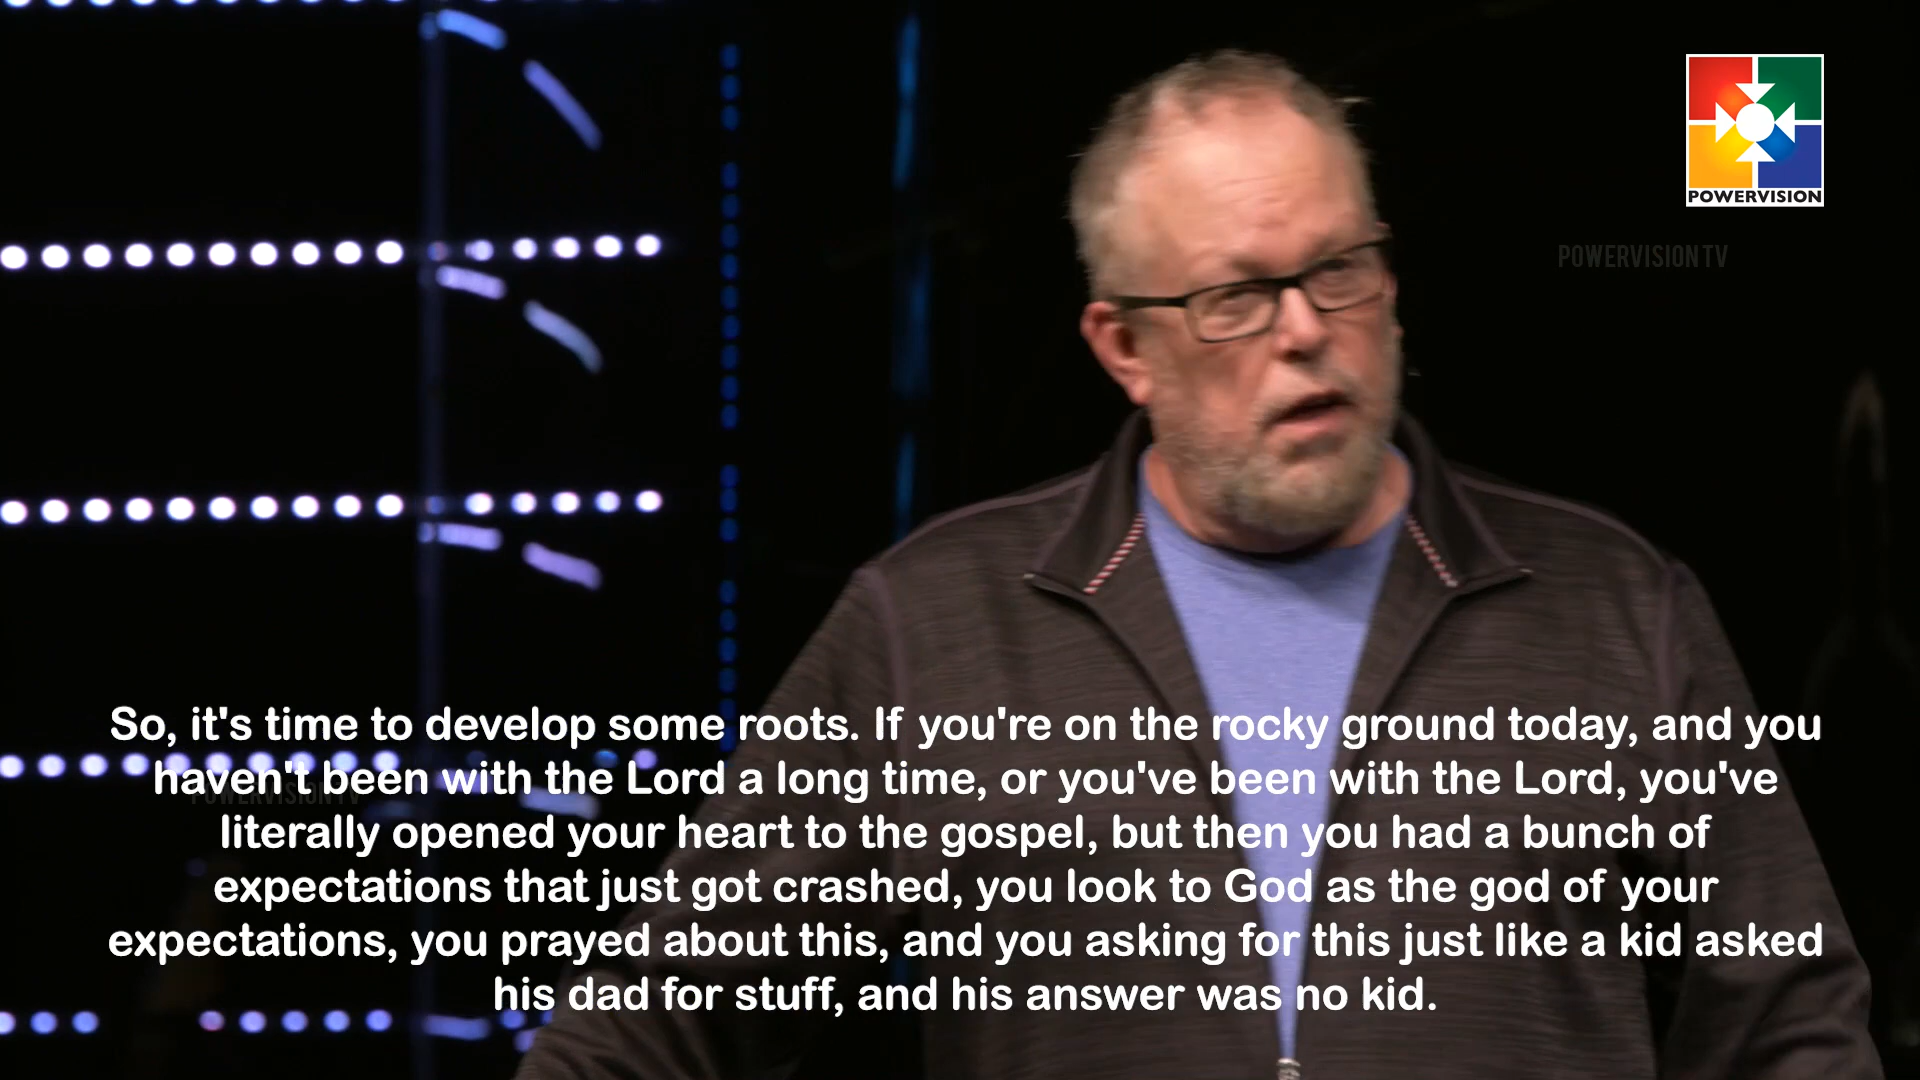 POWERVISION
POWERVISION TV
So, it's time to develop some roots. If you're on the rocky ground today, and you
haven't been with the Lord a long time, or you've been with the Lord, you've
POWERVISION TV
literally opened your heart to the gospel, but then you had a bunch of
expectations that just got crashed, you look to God as the god of your
expectations, you prayed about this, and you asking for this just like a kid asked
his dad for stuff, and his answer was no kid.